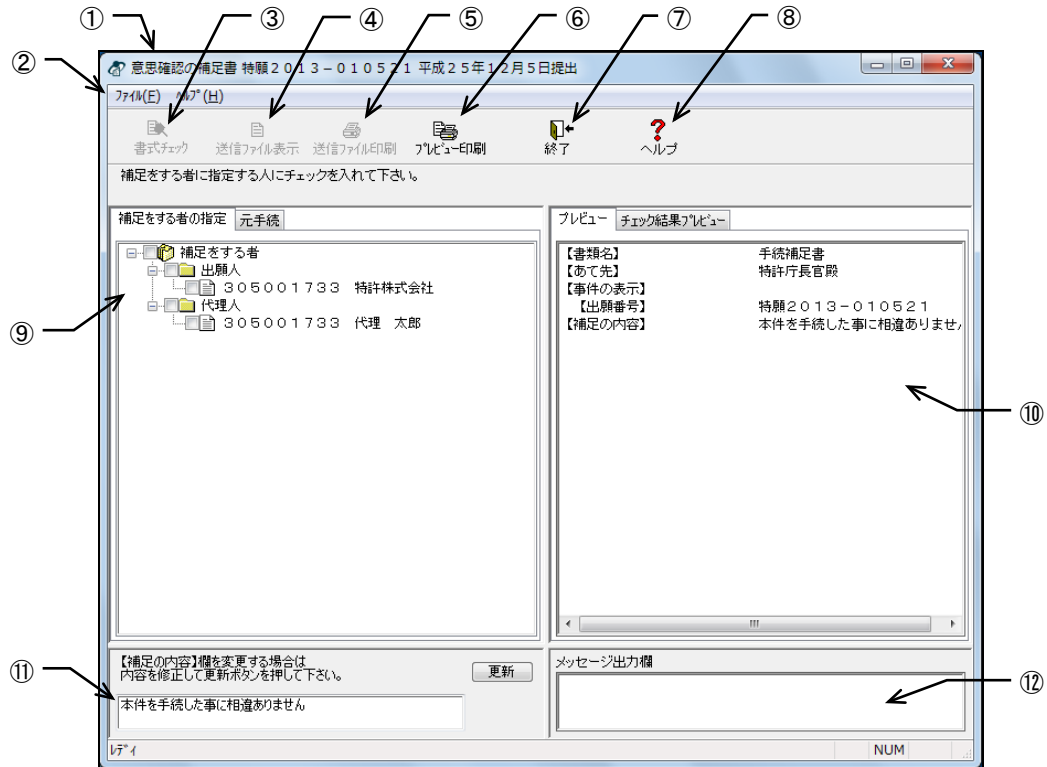 ① ③ ④ ⑤ ⑥ ⑦ ⑧
②
意思確認の補足書 特願２０１３－０１０５２１ 平成２５年１２月５日提出
ﾌｧｲﾙ(F) ﾍﾙﾌﾟ(H)
書式ﾁｪｯｸ 送信ﾌｧｲﾙ表示 送信ﾌｧｲﾙ印刷 ﾌﾟﾚﾋﾞｭｰ印刷 終了 ヘルプ
補足をする者に指定する人にチェックを入れて下さい。
補足をする者の指定 元手続
補足をする者
出願人
３０５００１７３３ 特許株式会社
代理人
３０５００１７３３ 代理 太郎
⑨
プレビュー ﾁｪｯｸ結果ﾌﾟﾚﾋﾞｭｰ
【書類名】 手続補足書
【あて先】 特許庁長官殿
【事件の表示】
【出願番号】 特願２０１３－０１０５２１
【補足の内容】 本件を手続した事に相違ありませ
⑩
⑪
【補足の内容】欄を変更する場合は
内容を修正して更新ボタンを押して下さい。
更新
本件を手続した事に相違ありません
メッセージ出力欄
⑫
ﾚﾃﾞｨ NUM